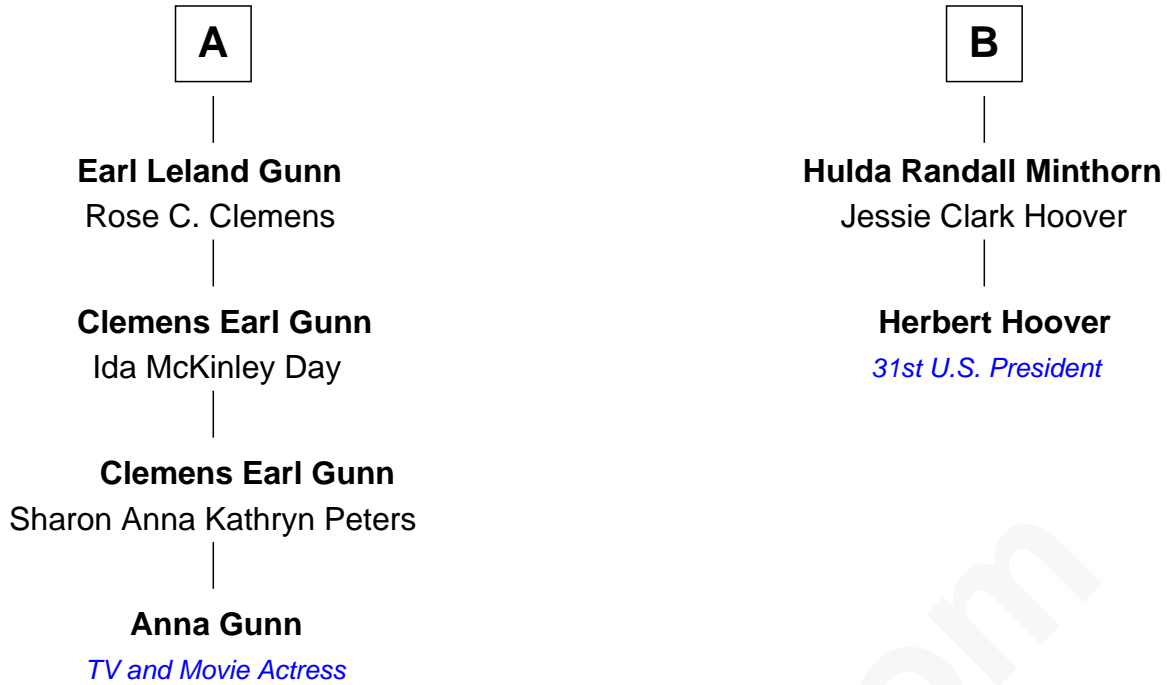 A
B
Earl Leland Gunn
Rose C. Clemens
Hulda Randall Minthorn
Jessie Clark Hoover
Clemens Earl Gunn
Ida McKinley Day
Herbert Hoover
31st U.S. President
Clemens Earl Gunn
Sharon Anna Kathryn Peters
Anna Gunn
TV and Movie Actress
om